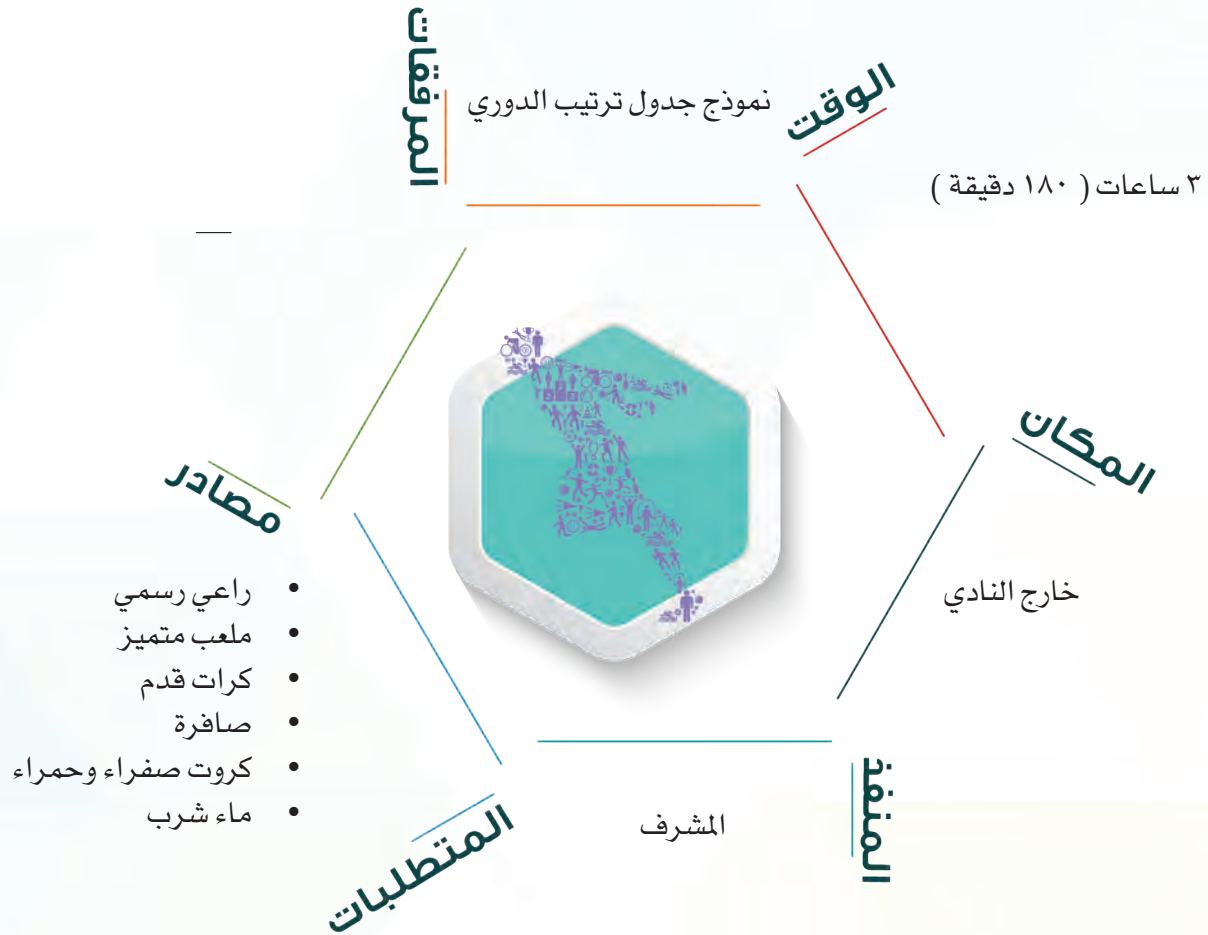 المرفقات
نموذج جدول ترتيب الدوري
الوقت
٣ ساعات ( ١٨٠ دقيقة )
المكان
خارج النادي
المنفذ
المشرف
المتطلبات
• راعي رسمي
• ملعب متميز
• كرات قدم
• صافرة
• كروت صفراء وحمراء
• ماء شرب
مصادر
—